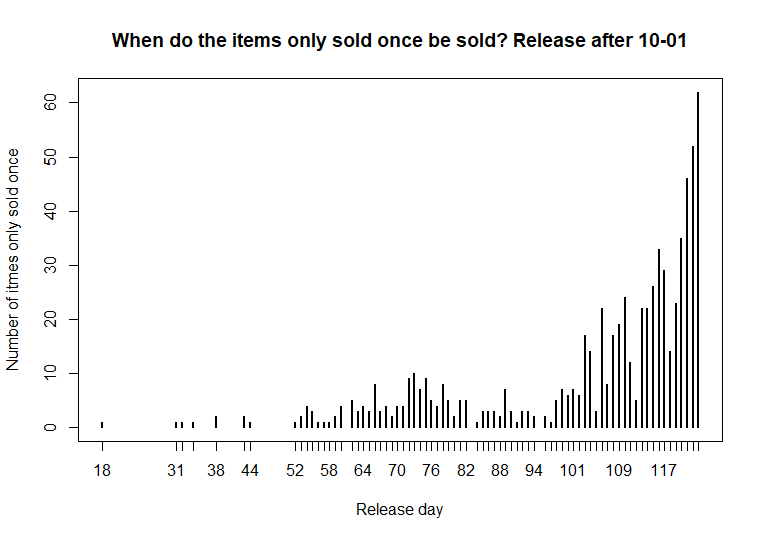 When do the items only sold once be sold? Release after 10-01
Number of itmes only sold once
60
50
40
30
20
10
0
18 31 38 44 52 58 64 70 76 82 88 94 101 109 117
Release day